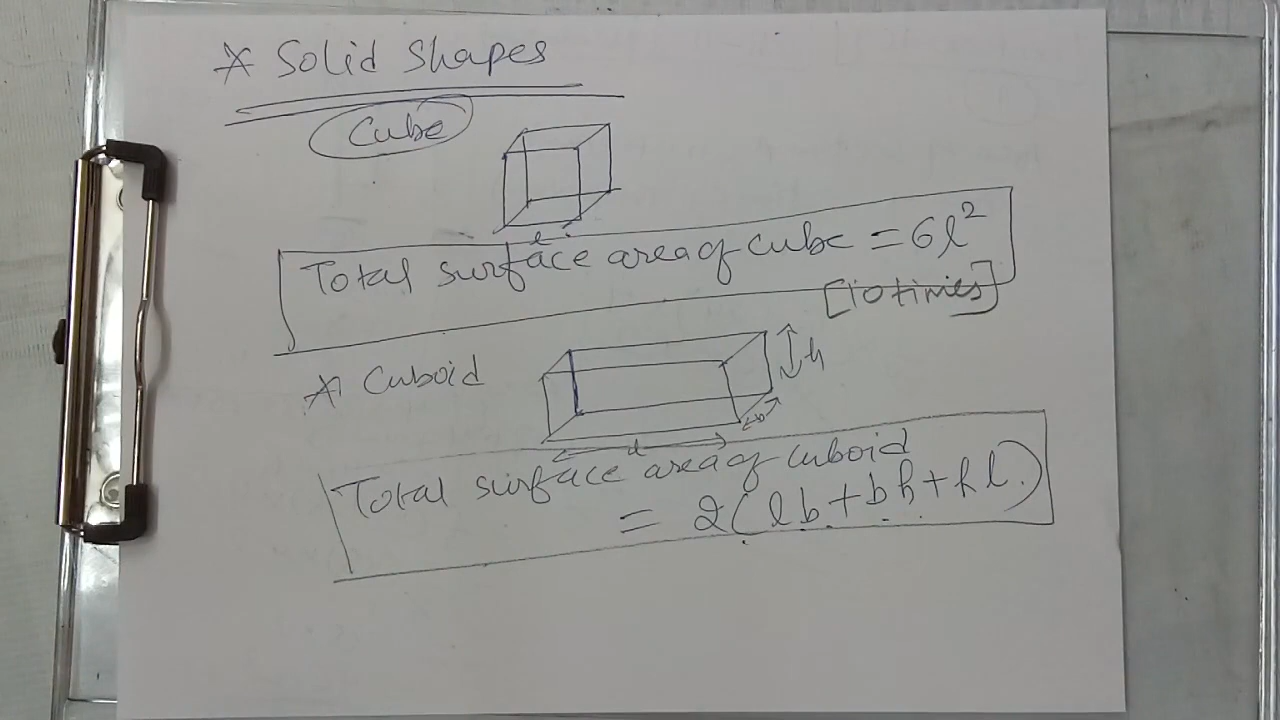 * Solid Shapes
Cube
l
Total surface area of cube = 6l²
[10 times]
* Cuboid
h
b
l
Total surface area of cuboid
= 2(lb+bh+hl)